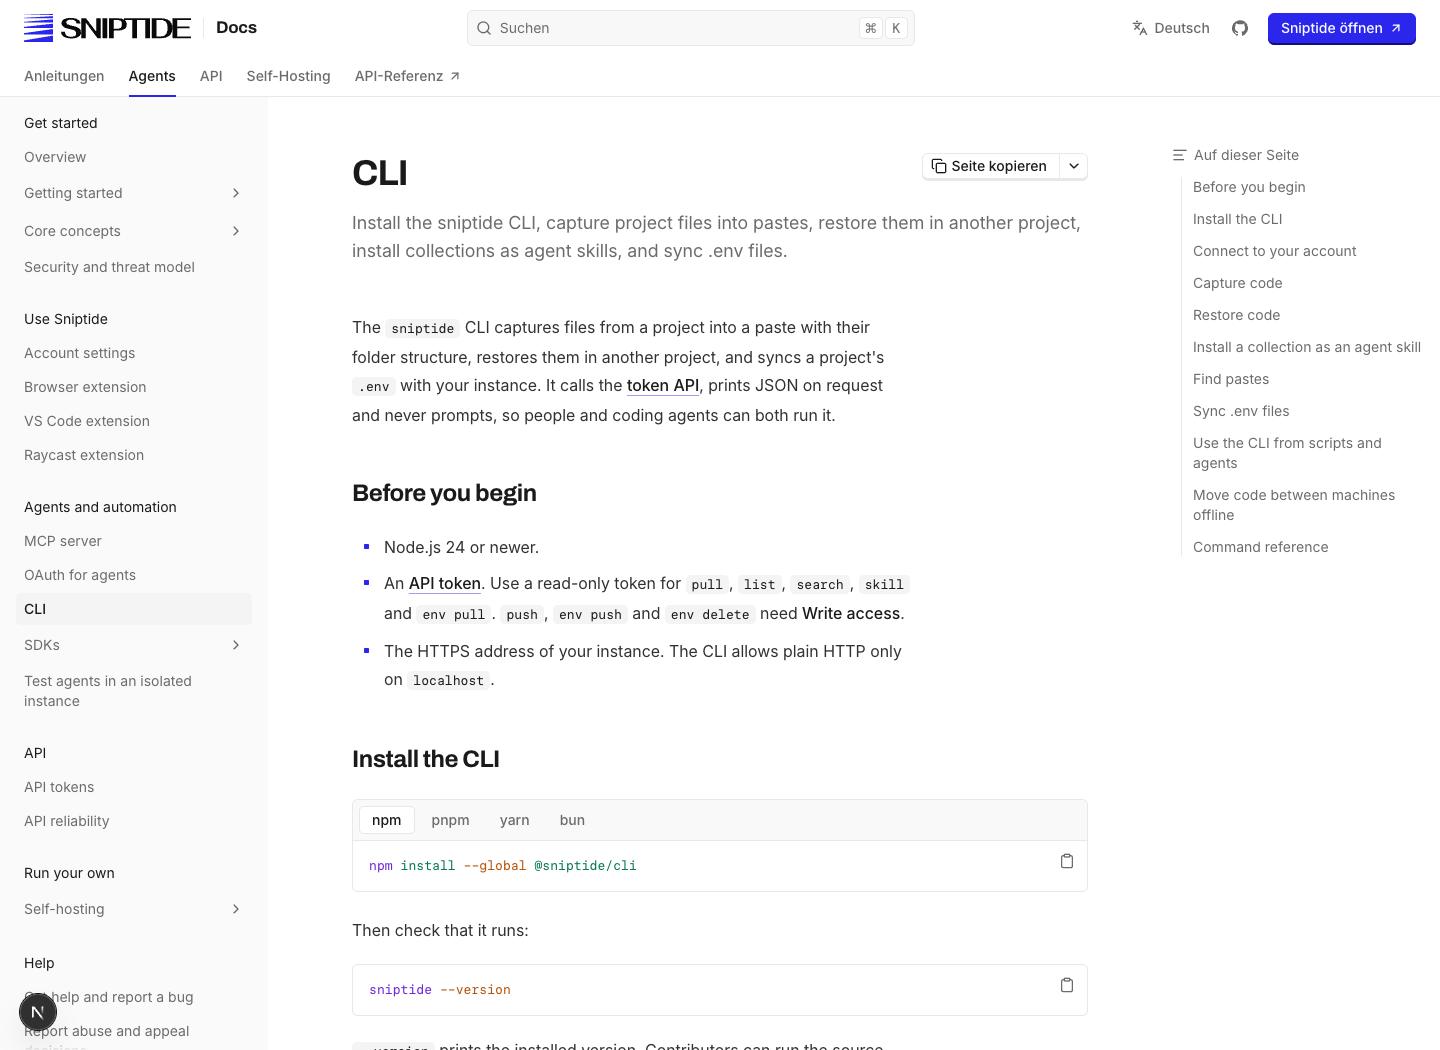 SNIPTIDE Docs
Suchen
⌘ K
Deutsch
Sniptide öffnen
Anleitungen
Agents
API
Self-Hosting
API-Referenz
Get started
Overview
Getting started
Core concepts
Security and threat model
Use Sniptide
Account settings
Browser extension
VS Code extension
Raycast extension
Agents and automation
MCP server
OAuth for agents
CLI
SDKs
Test agents in an isolated
instance
API
API tokens
API reliability
Run your own
Self-hosting
Help
help and report a bug
Report abuse and appeal
CLI
Seite kopieren
Install the sniptide CLI, capture project files into pastes, restore them in another project,
install collections as agent skills, and sync .env files.
The sniptide CLI captures files from a project into a paste with their
folder structure, restores them in another project, and syncs a project's
.env with your instance. It calls the token API, prints JSON on request
and never prompts, so people and coding agents can both run it.
Before you begin
Node.js 24 or newer.
An API token. Use a read-only token for pull, list, search, skill
and env pull. push, env push and env delete need Write access.
The HTTPS address of your instance. The CLI allows plain HTTP only
on localhost.
Install the CLI
npm
pnpm
yarn
bun
npm install --global @sniptide/cli
Then check that it runs:
sniptide --version
prints the installed version. Contributors can run the source
Auf dieser Seite
Before you begin
Install the CLI
Connect to your account
Capture code
Restore code
Install a collection as an agent skill
Find pastes
Sync .env files
Use the CLI from scripts and
agents
Move code between machines
offline
Command reference